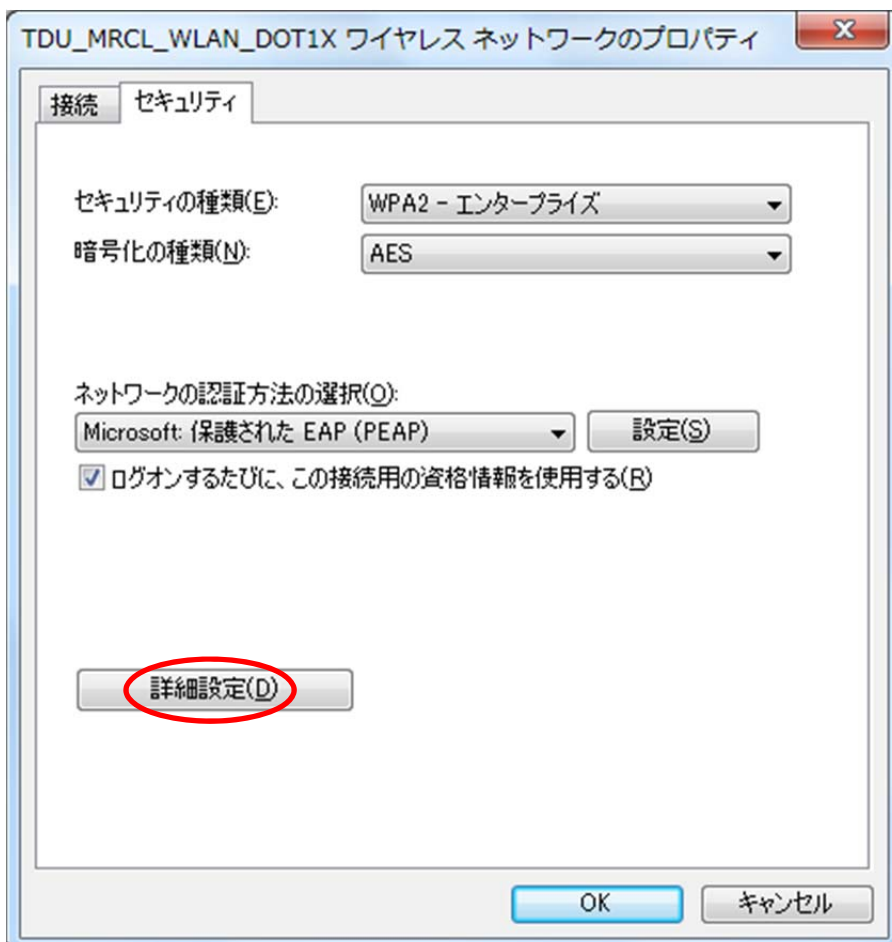 TDU_MRCL_WLAN_DOT1X ワイヤレス ネットワークのプロパティ
接続 セキュリティ
セキュリティの種類(E): WPA2 - エンタープライズ
暗号化の種類(N): AES
ネットワークの認証方法の選択(O):
Microsoft: 保護された EAP (PEAP) 設定(S)
ログオンするたびに、この接続用の資格情報を使用する(R)
詳細設定(D)
OK キャンセル